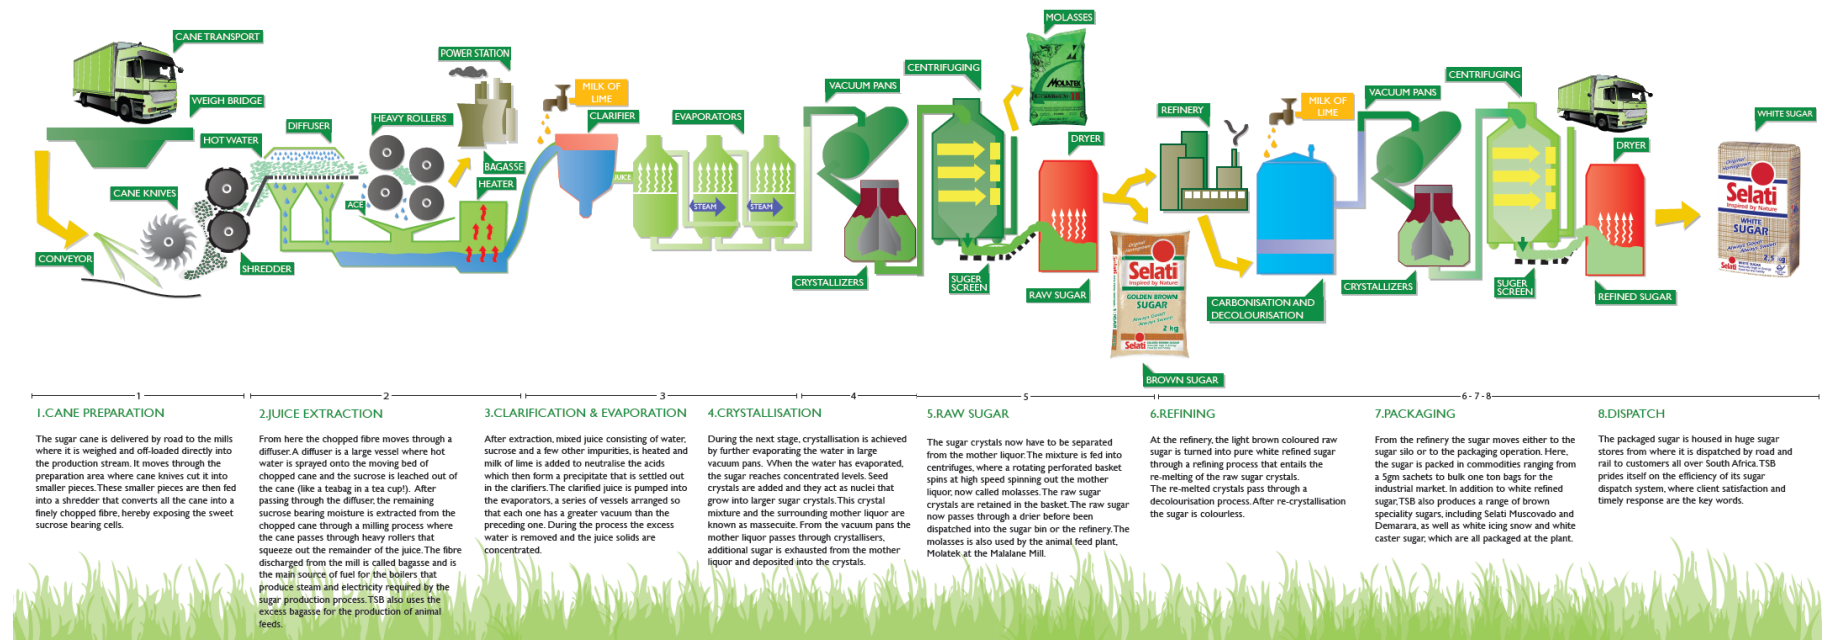 CANE TRANSPORT
WEIGH BRIDGE
HOT WATER
DIFFUSER
HEAVY ROLLERS
POWER STATION
BAGASSE
HEATER
CANE KNIVES
CONVEYOR
SHREDDER
MILK OF
LIME
CLARIFIER
JUICE
EVAPORATORS
STEAM
STEAM
VACUUM PANS
CRYSTALLIZERS
CENTRIFUGING
SUGER
SCREEN
MOLASSES
MOLATEK
DRYER
RAW SUGAR
REFINERY
Selati
Inspired by Nature
GOLDEN BROWN
SUGAR
2 kg
Selati
BROWN SUGAR
MILK OF
LIME
CARBONISATION AND
DECOLOURISATION
VACUUM PANS
CRYSTALLIZERS
CENTRIFUGING
SUGER
SCREEN
DRYER
REFINED SUGAR
WHITE SUGAR
Selati
Inspired by Nature
WHITE
SUGAR
Selati
1
2
3
4
5
6 - 7 - 8
1.CANE PREPARATION
The sugar cane is delivered by road to the mills
where it is weighed and off-loaded directly into
the production stream. It moves through the
preparation area where cane knives cut it into
smaller pieces. These smaller pieces are then fed
into a shredder that converts all the cane into a
finely chopped fibre, hereby exposing the sweet
sucrose bearing cells.
2.JUICE EXTRACTION
From here the chopped fibre moves through a
diffuser. A diffuser is a large vessel where hot
water is sprayed onto the moving bed of
chopped cane and the sucrose is leached out of
the cane (like a teabag in a tea cup!). After
passing through the diffuser, the remaining
sucrose bearing moisture is extracted from the
chopped cane through a milling process where
the cane passes through heavy rollers that
squeeze out the remainder of the juice. The fibre
discharged from the mill is called bagasse and is
the main source of fuel for the boilers that
produce steam and electricity required by the
sugar production process. TSB also uses the
excess bagasse for the production of animal
feeds.
3.CLARIFICATION & EVAPORATION
After extraction, mixed juice consisting of water,
sucrose and a few other impurities, is heated and
milk of lime is added to neutralise the acids
which then form a precipitate that is settled out
in the clarifiers. The clarified juice is pumped into
the evaporators, a series of vessels arranged so
that each one has a greater vacuum than the
preceding one. During the process the excess
water is removed and the juice solids are
concentrated.
4.CRYSTALLISATION
During the next stage, crystallisation is achieved
by further evaporating the water in large
vacuum pans. When the water has evaporated,
the sugar reaches concentrated levels. Seed
crystals are added and they act as nuclei that
grow into larger sugar crystals. This crystal
mixture and the surrounding mother liquor are
known as massecuite. From the vacuum pans the
mother liquor passes through crystallisers,
additional sugar is exhausted from the mother
liquor and deposited into the crystals.
5.RAW SUGAR
The sugar crystals now have to be separated
from the mother liquor. The mixture is fed into
centrifuges, where a rotating perforated basket
spins at high speed spinning out the mother
liquor, now called molasses. The raw sugar
crystals are retained in the basket. The raw sugar
now passes through a drier before been
dispatched into the sugar bin or the refinery. The
molasses is also used by the animal feed plant,
Molatek at the Malalane Mill.
6.REFINING
At the refinery, the light brown coloured raw
sugar is turned into pure white refined sugar
through a refining process that entails the
re-melting of the raw sugar crystals.
The re-melted crystals pass through a
decolourisation process. After re-crystallisation
the sugar is colourless.
7.PACKAGING
From the refinery the sugar moves either to the
sugar silo or to the packaging operation. Here,
the sugar is packed in commodities ranging from
a 5gm sachets to bulk one ton bags for the
industrial market. In addition to white refined
sugar, TSB also produces a range of brown
speciality sugars, including Selati Muscovado and
Demarara, as well as white icing snow and white
caster sugar, which are all packaged at the plant.
8.DISPATCH
The packaged sugar is housed in huge sugar
stores from where it is dispatched by road and
rail to customers all over South Africa. TSB
prides itself on the efficiency of its sugar
dispatch system, where client satisfaction and
timely response are the key words.